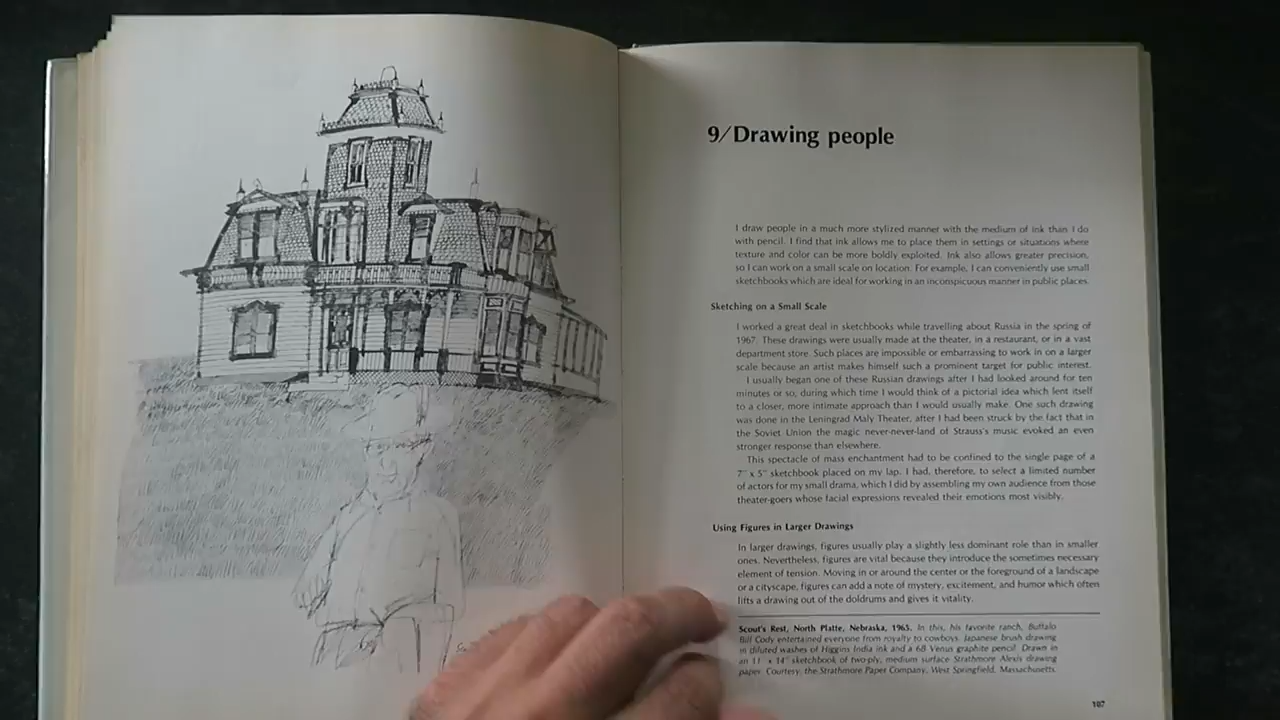 9/Drawing people
I draw people in a much more stylized manner with the medium of ink than I do
with pencil. I find that ink allows me to place them in settings or situations where
texture and color can be more boldly exploited. Ink also allows greater precision,
so I can work on a small scale on location. For example, I can conveniently use small
sketchbooks which are ideal for working in an inconspicuous manner in public places.
Sketching on a Small Scale
I worked a great deal in sketchbooks while travelling about Russia in the spring of
1967. These drawings were usually made at the theater, in a restaurant, or in a vast
department store. Such places are impossible or embarrassing to work in on a larger
scale because an artist makes himself such a prominent target for public interest.
I usually began one of these Russian drawings after I had looked around for ten
minutes or so, during which time I would think of a pictorial idea which lent itself
to a closer, more intimate approach than I would usually make. One such drawing
was done in the Leningrad Maly Theater, after I had been struck by the fact that in
the Soviet Union the magic never-never-land of Strauss's music evoked an even
stronger response than elsewhere.
This spectacle of mass enchantment had to be confined to the single page of a
7" x 5" sketchbook placed on my lap. I had, therefore, to select a limited number
of actors for my small drama, which I did by assembling my own audience from those
theater-goers whose facial expressions revealed their emotions most visibly.
Using Figures in Larger Drawings
In larger drawings, figures usually play a slightly less dominant role than in smaller
ones. Nevertheless, figures are vital because they introduce the sometimes necessary
element of tension. Moving in or around the center or the foreground of a landscape
or a cityscape, figures can add a note of mystery, excitement, and humor which often
lifts a drawing out of the doldrums and gives it vitality.
Scout's Rest, North Platte, Nebraska, 1965. In this, his favorite ranch, Buffalo
Bill Cody entertained everyone from royalty to cowboys. Japanese brush drawing
in diluted washes of Higgins India ink and a 6B Venus graphite pencil. Drawn in
an 11" x 14" sketchbook of two-ply, medium surface Strathmore Alexis drawing
paper. Courtesy, the Strathmore Paper Company, West Springfield, Massachusetts.
107